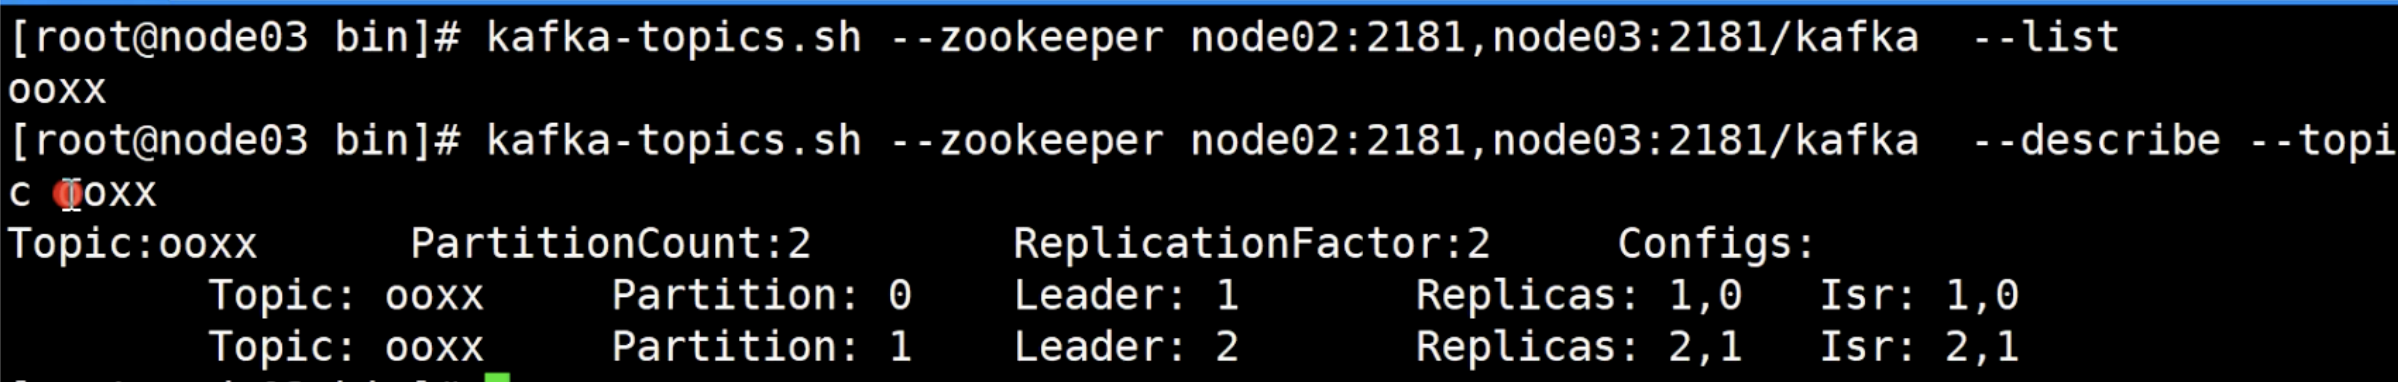 [root@node03 bin]# kafka-topics.sh --zookeeper node02:2181,node03:2181/kafka  --list
ooxx
[root@node03 bin]# kafka-topics.sh --zookeeper node02:2181,node03:2181/kafka  --describe --topi
c ooxx
Topic:ooxx	PartitionCount:2	ReplicationFactor:2	Configs:
	Topic: ooxx	Partition: 0	Leader: 1	Replicas: 1,0	Isr: 1,0
	Topic: ooxx	Partition: 1	Leader: 2	Replicas: 2,1	Isr: 2,1